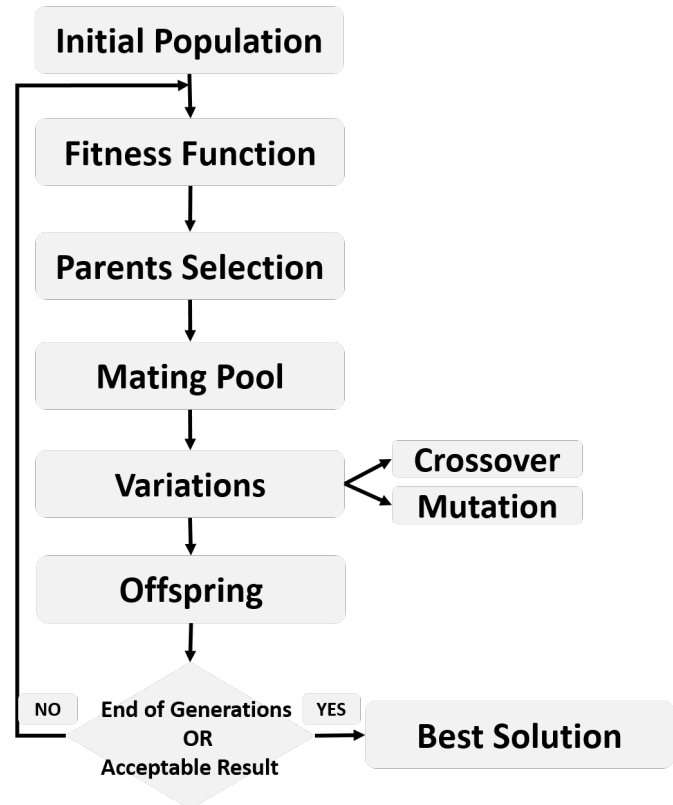 Initial Population
Fitness Function
Parents Selection
Mating Pool
Variations
Crossover
Mutation
Offspring
NO
End of Generations
OR
Acceptable Result
YES
Best Solution